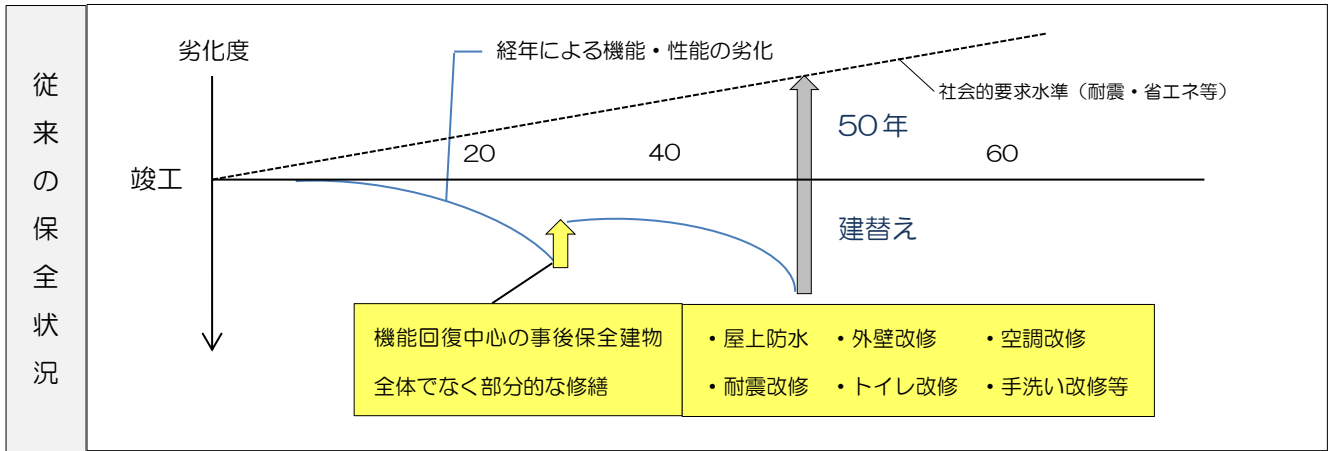 従来の保全状況
劣化度
経年による機能・性能の劣化
社会的要求水準（耐震・省エネ等）
50年
20
40
60
竣工
建替え
機能回復中心の事後保全建物
全体でなく部分的な修繕
・屋上防水 ・外壁改修 ・空調改修
・耐震改修 ・トイレ改修 ・手洗い改修等